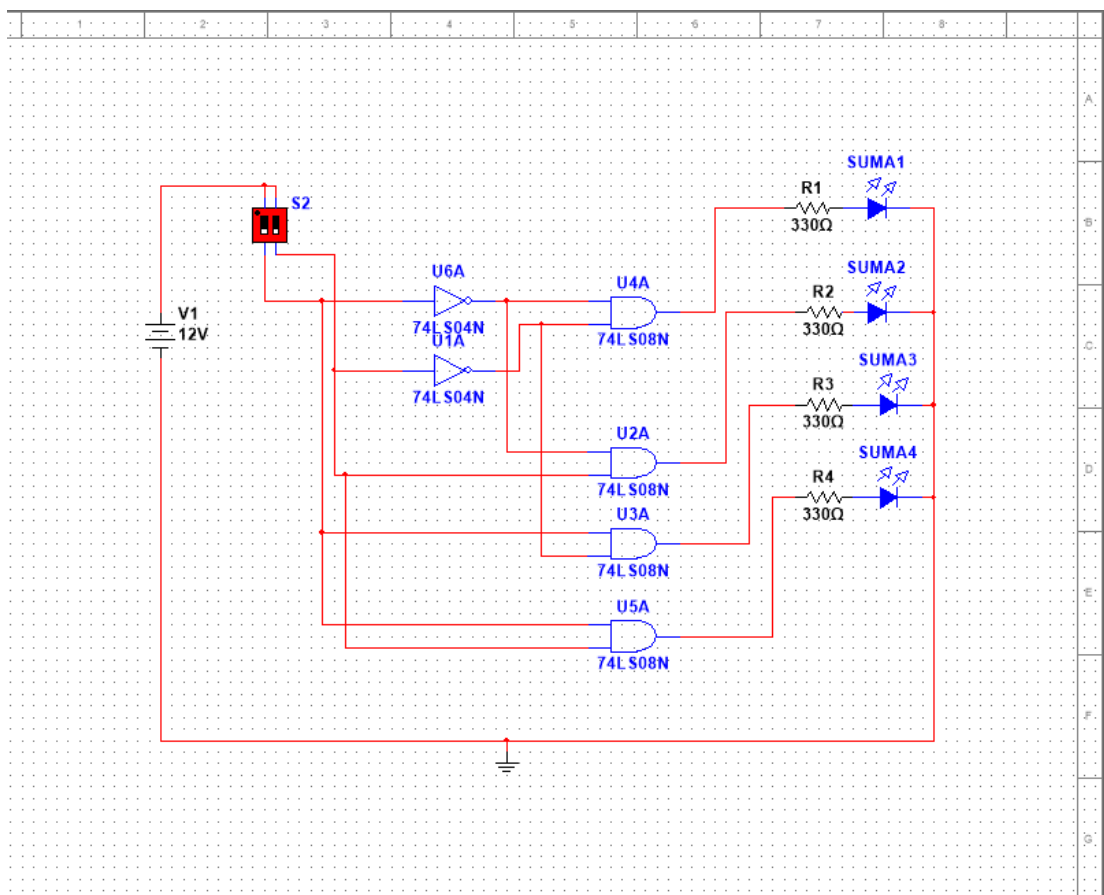 1 2 3 4 5 6 7 8
A
SUMA1
S2
R1
B
330Ω
U6A
U4A
SUMA2
R2
V1
12V
74LS04N
330Ω
U1A
74LS08N
C
SUMA3
R3
74LS04N
330Ω
U2A
SUMA4
R4
D
74LS08N
330Ω
U3A
74LS08N
E
U5A
74LS08N
F
G